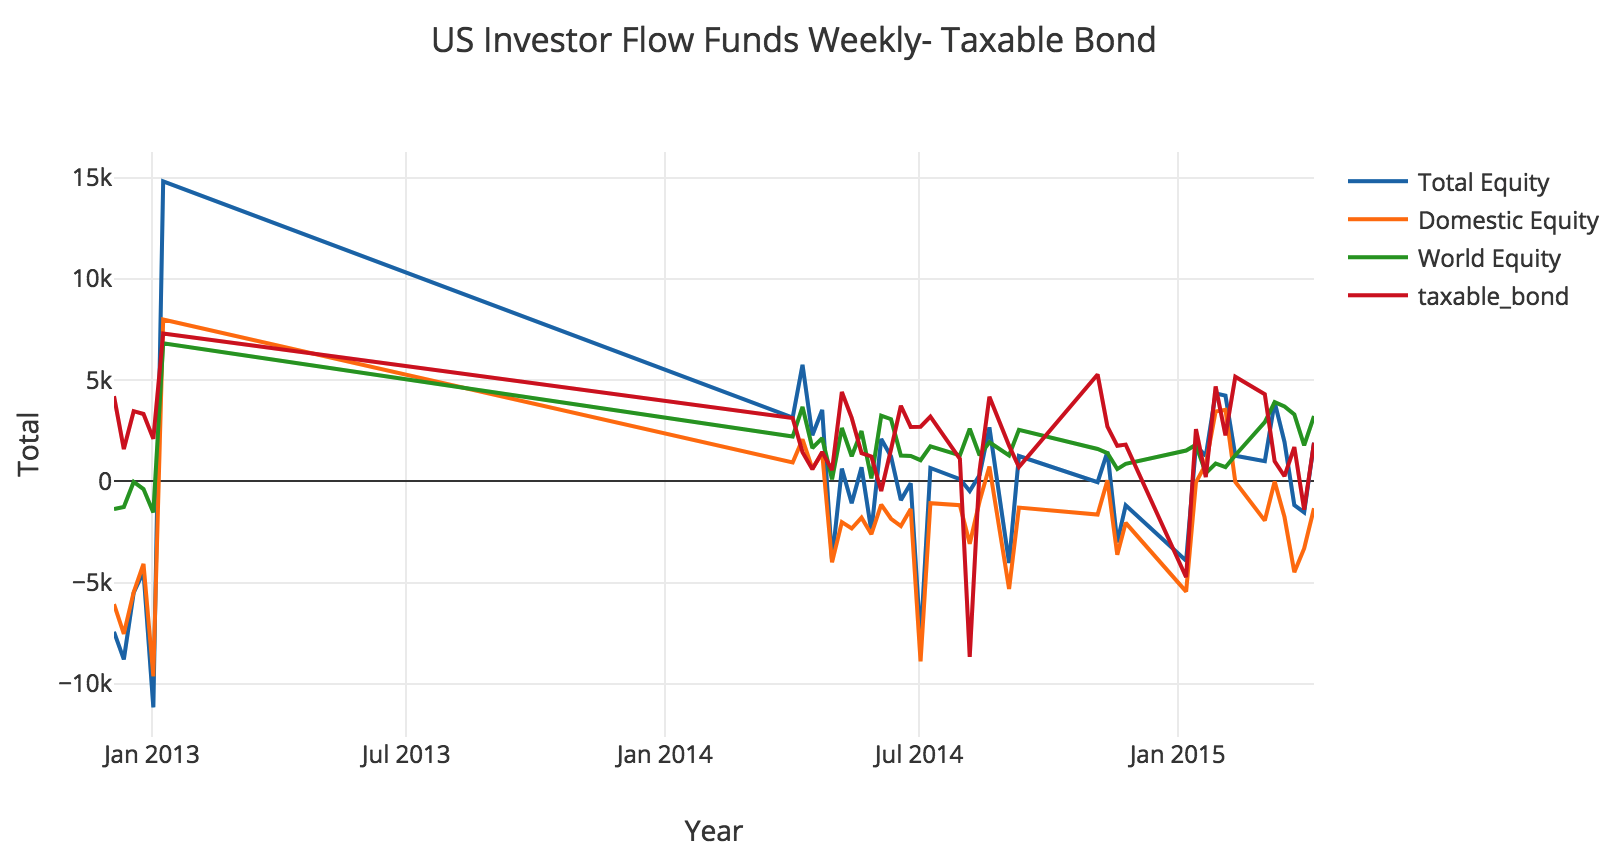 US Investor Flow Funds Weekly- Taxable Bond
15k
10k
5k
0
−5k
−10k
Total
Jan 2013
Jul 2013
Jan 2014
Jul 2014
Jan 2015
Year
Total Equity
Domestic Equity
World Equity
taxable_bond